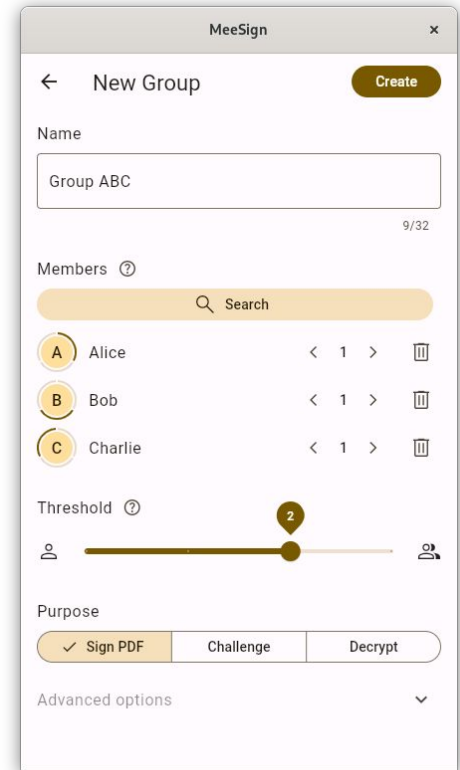 MeeSign ×
New Group Create
Name
Group ABC
9/32
Members ?
Search
A Alice < 1 >
B Bob < 1 >
C Charlie < 1 >
Threshold ?
2
Purpose
✓ Sign PDF Challenge Decrypt
Advanced options